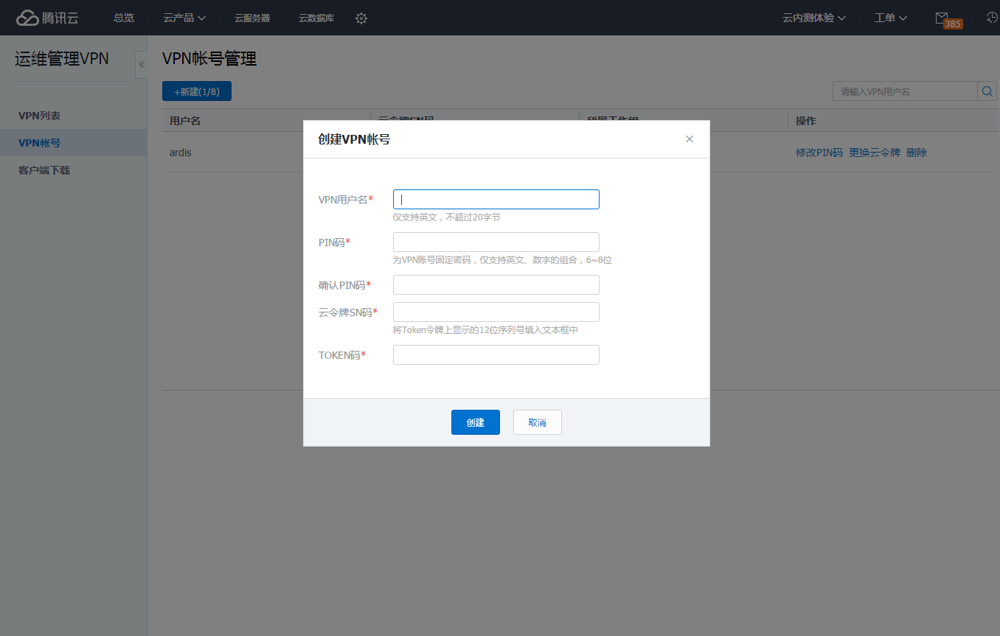 腾讯云 总览 云产品 云服务器 云数据库 云内测体验 工单 385
运维管理VPN
«
VPN列表
VPN帐号
客户端下载
VPN帐号管理
+新建(1/8)
请输入VPN用户名
用户名 云令牌SN码 所属工作组 操作
ardis 修改PIN码 更换云令牌 删除
创建VPN帐号
×
VPN用户名*
仅支持英文，不超过20字节
PIN码*
为VPN账号固定密码，仅支持英文、数字的组合，6~8位
确认PIN码*
云令牌SN码*
将Token令牌上显示的12位序列号填入文本框中
TOKEN码*
创建 取消